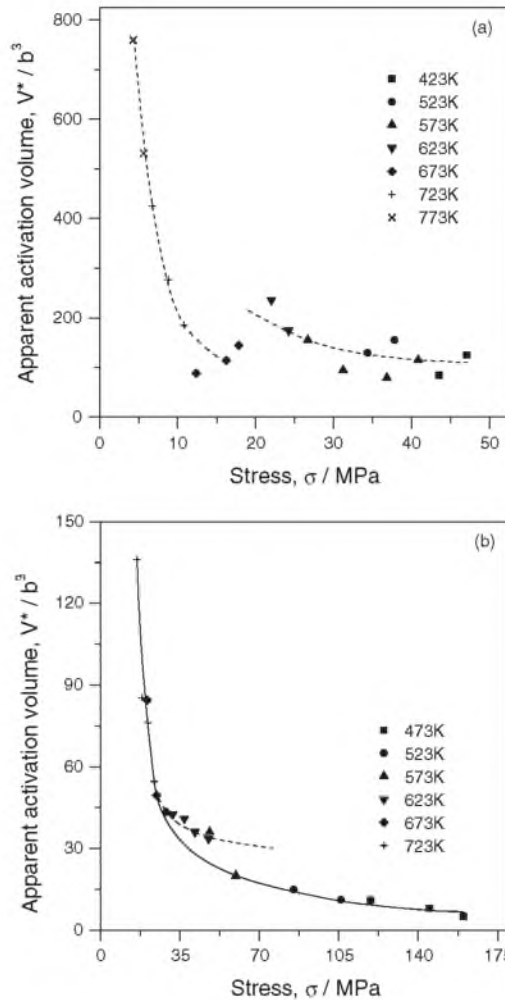 (a)
800
600
400
200
0
Apparent activation volume, V* / b³
423K
523K
573K
623K
673K
723K
773K
0 10 20 30 40 50
Stress, σ / MPa
(b)
150
120
90
60
30
0
Apparent activation volume, V* / b³
473K
523K
573K
623K
673K
723K
0 35 70 105 140 175
Stress, σ / MPa